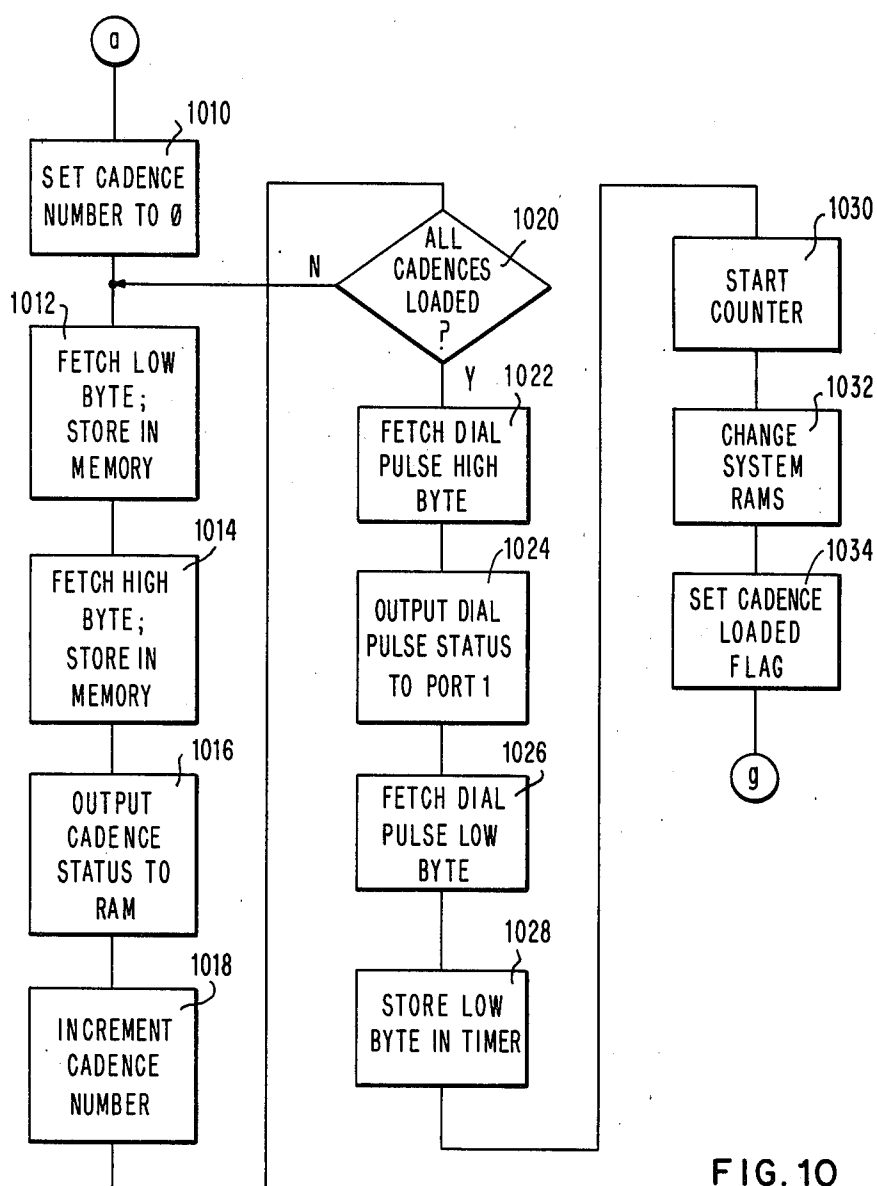 a
1010
SET CADENCE
NUMBER TO Ø
1012
FETCH LOW
BYTE;
STORE IN
MEMORY
1014
FETCH HIGH
BYTE;
STORE IN
MEMORY
1016
OUTPUT
CADENCE
STATUS TO
RAM
1018
INCREMENT
CADENCE
NUMBER
1020
ALL
CADENCES
LOADED
?
N
Y
1022
FETCH DIAL
PULSE HIGH
BYTE
1024
OUTPUT DIAL
PULSE STATUS
TO PORT 1
1026
FETCH DIAL
PULSE LOW
BYTE
1028
STORE LOW
BYTE IN TIMER
1030
START
COUNTER
1032
CHANGE
SYSTEM
RAMS
1034
SET CADENCE
LOADED
FLAG
g
FIG. 10